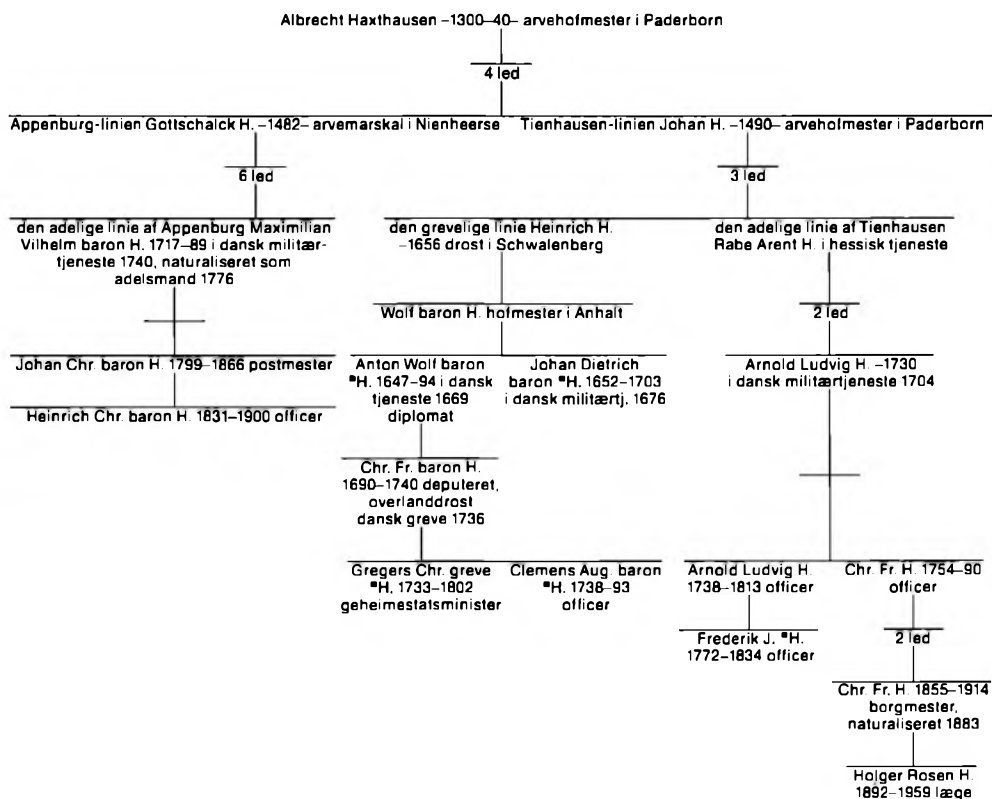 Albrecht Haxthausen –1300–40– arvehofmester i Paderborn
4 led
Appenburg-linien Gottschalck H. –1482– arvemarskal i Nienheerse
Tienhausen-linien Johan H. –1490– arvehofmester i Paderborn
6 led
3 led
den adelige linie af Appenburg Maximilian
Vilhelm baron H. 1717–89 i dansk militær-
tjeneste 1740, naturaliseret som
adelsmand 1776
den grevelige linie Heinrich H.
–1656 drost i Schwalenberg
den adelige linie af Tienhausen
Rabe Arent H. i hessisk tjeneste
Wolf baron H. hofmester i Anhalt
2 led
Johan Chr. baron H. 1799–1866 postmester
Heinrich Chr. baron H. 1831–1900 officer
Anton Wolf baron
*H. 1647–94 i dansk
tjeneste 1669
diplomat
Johan Dietrich
baron *H. 1652–1703
i dansk militærtj. 1676
Arnold Ludvig H. –1730
i dansk militærtjeneste 1704
Chr. Fr. baron H.
1690–1740 deputeret,
overlanddrost
dansk greve 1736
Gregers Chr. greve
*H. 1733–1802
geheimestatsminister
Clemens Aug. baron
*H. 1738–93
officer
Arnold Ludvig H.
1738–1813 officer
Chr. Fr. H. 1754–90
officer
Frederik J. *H.
1772–1834 officer
2 led
Chr. Fr. H. 1855–1914
borgmester,
naturaliseret 1883
Holger Rosen H.
1892–1959 læge